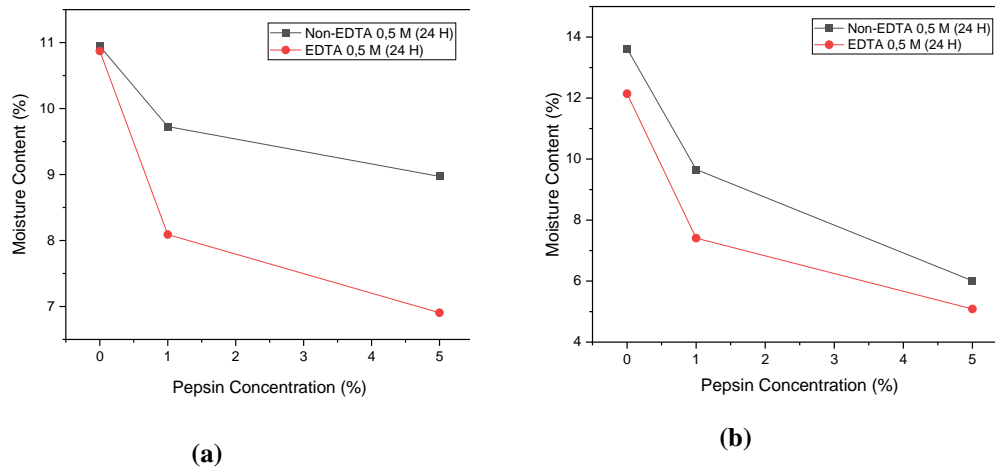 Non-EDTA 0,5 M (24 H)
EDTA 0,5 M (24 H)
11
10
9
8
7
Moisture Content (%)
0 1 2 3 4 5
Pepsin Concentration (%)
(a)
Non-EDTA 0,5 M (24 H)
EDTA 0,5 M (24 H)
14
12
10
8
6
4
Moisture Content (%)
0 1 2 3 4 5
Pepsin Concentration (%)
(b)